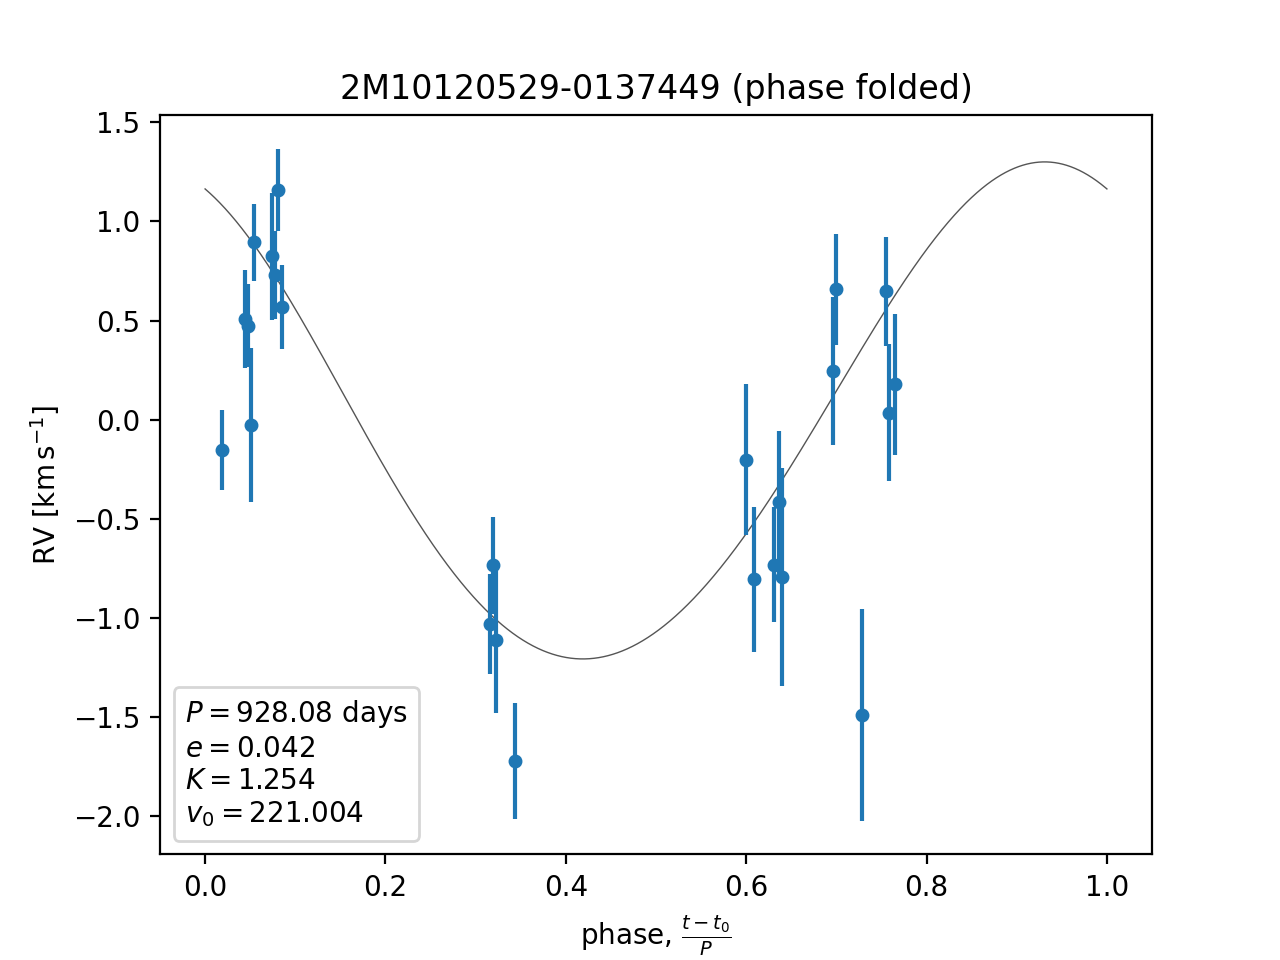 2M10120529-0137449 (phase folded)
1.5
1.0
0.5
0.0
−0.5
−1.0
−1.5
−2.0
RV [km s⁻¹]
P = 928.08 days
e = 0.042
K = 1.254
v₀ = 221.004
0.0 0.2 0.4 0.6 0.8 1.0
phase, (t − t₀)/P